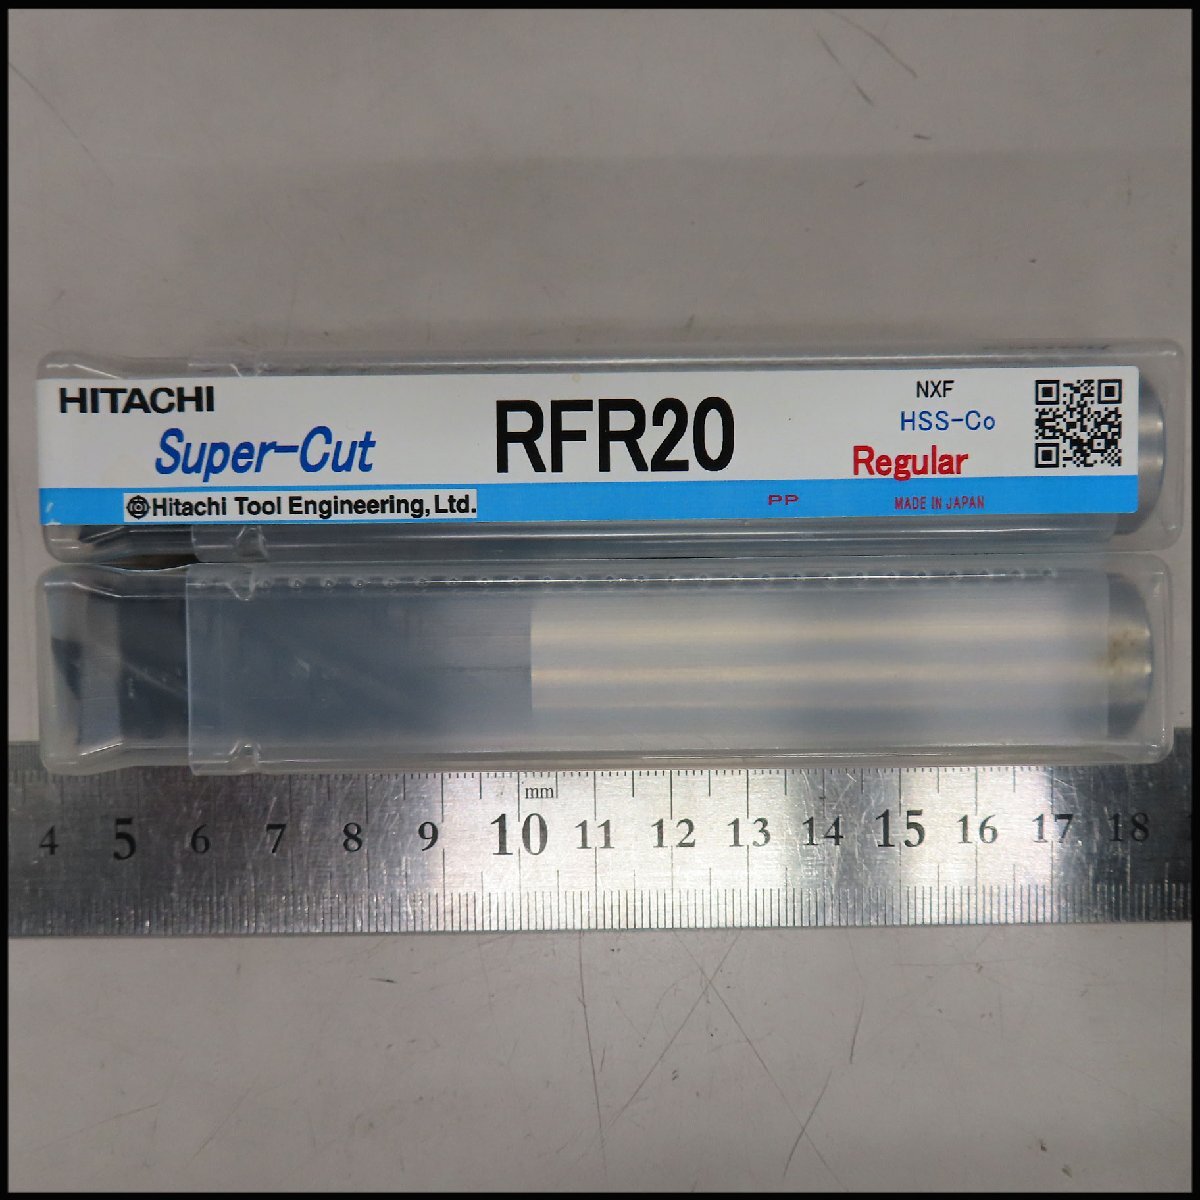 HITACHI
Super-Cut
Hitachi Tool Engineering,Ltd.
RFR20
NXF
HSS-Co
Regular
PP
MADE IN JAPAN
mm
4 5 6 7 8 9 10 11 12 13 14 15 16 17 18